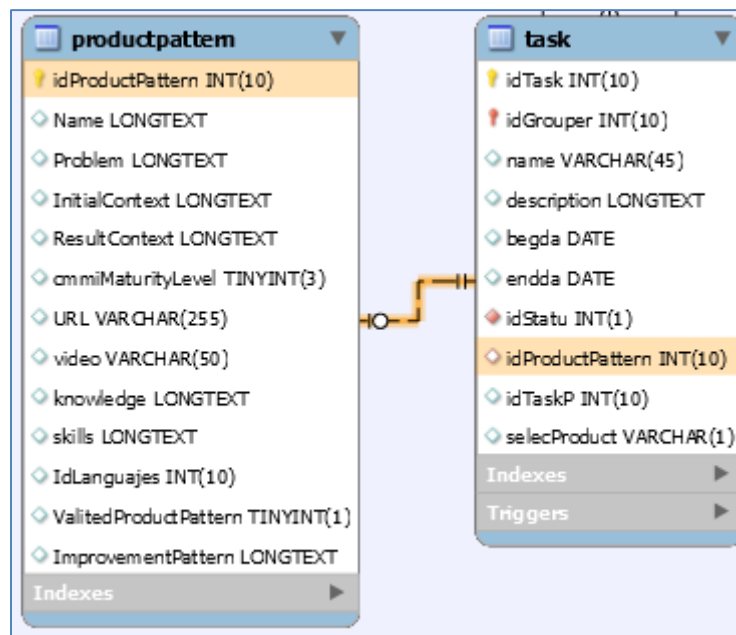 productpattern
idProductPattern INT(10)
Name LONGTEXT
Problem LONGTEXT
InitialContext LONGTEXT
ResultContext LONGTEXT
cmmiMaturityLevel TINYINT(3)
URL VARCHAR(255)
video VARCHAR(50)
knowledge LONGTEXT
skills LONGTEXT
IdLanguajes INT(10)
ValitedProductPattern TINYINT(1)
ImprovementPattern LONGTEXT
Indexes
task
idTask INT(10)
idGrouper INT(10)
name VARCHAR(45)
description LONGTEXT
begda DATE
endda DATE
idStatu INT(1)
idProductPattern INT(10)
idTaskP INT(10)
selecProduct VARCHAR(1)
Indexes
Triggers